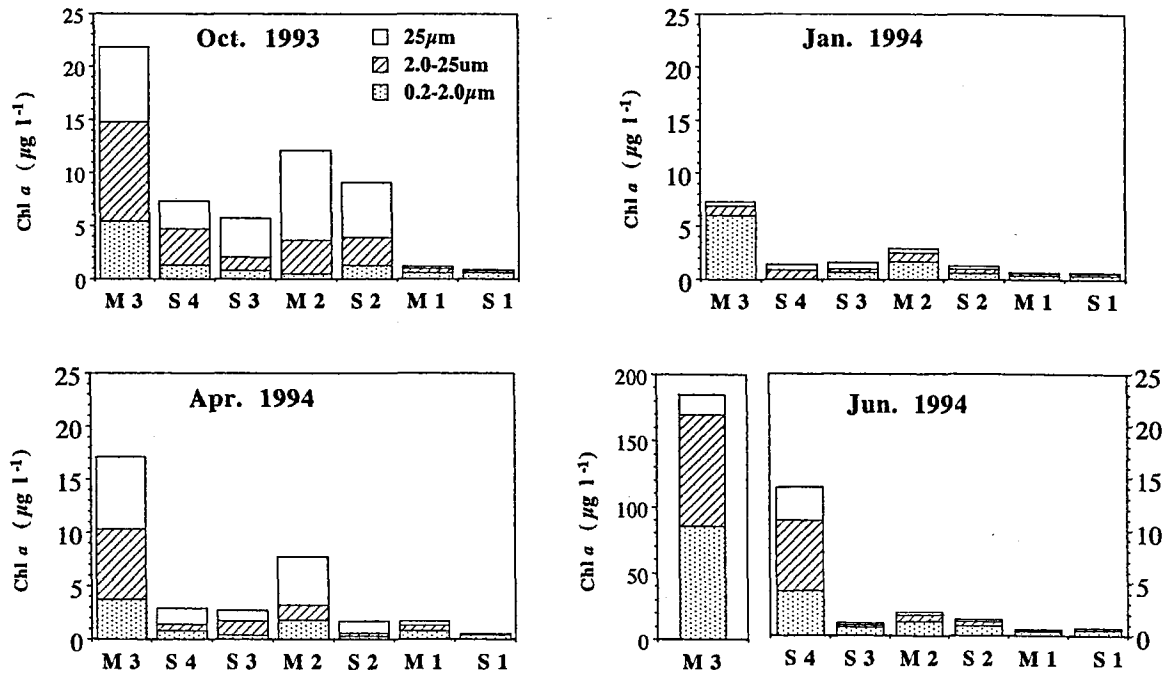 Oct. 1993
25μm
2.0-25um
0.2-2.0μm
Chl a (μg l-1)
25
20
15
10
5
0
M 3 S 4 S 3 M 2 S 2 M 1 S 1
Jan. 1994
Chl a (μg l-1)
25
20
15
10
5
0
M 3 S 4 S 3 M 2 S 2 M 1 S 1
Apr. 1994
Chl a (μg l-1)
25
20
15
10
5
0
M 3 S 4 S 3 M 2 S 2 M 1 S 1
Jun. 1994
Chl a (μg l-1)
200
150
100
50
0
25
20
15
10
5
0
M 3 S 4 S 3 M 2 S 2 M 1 S 1